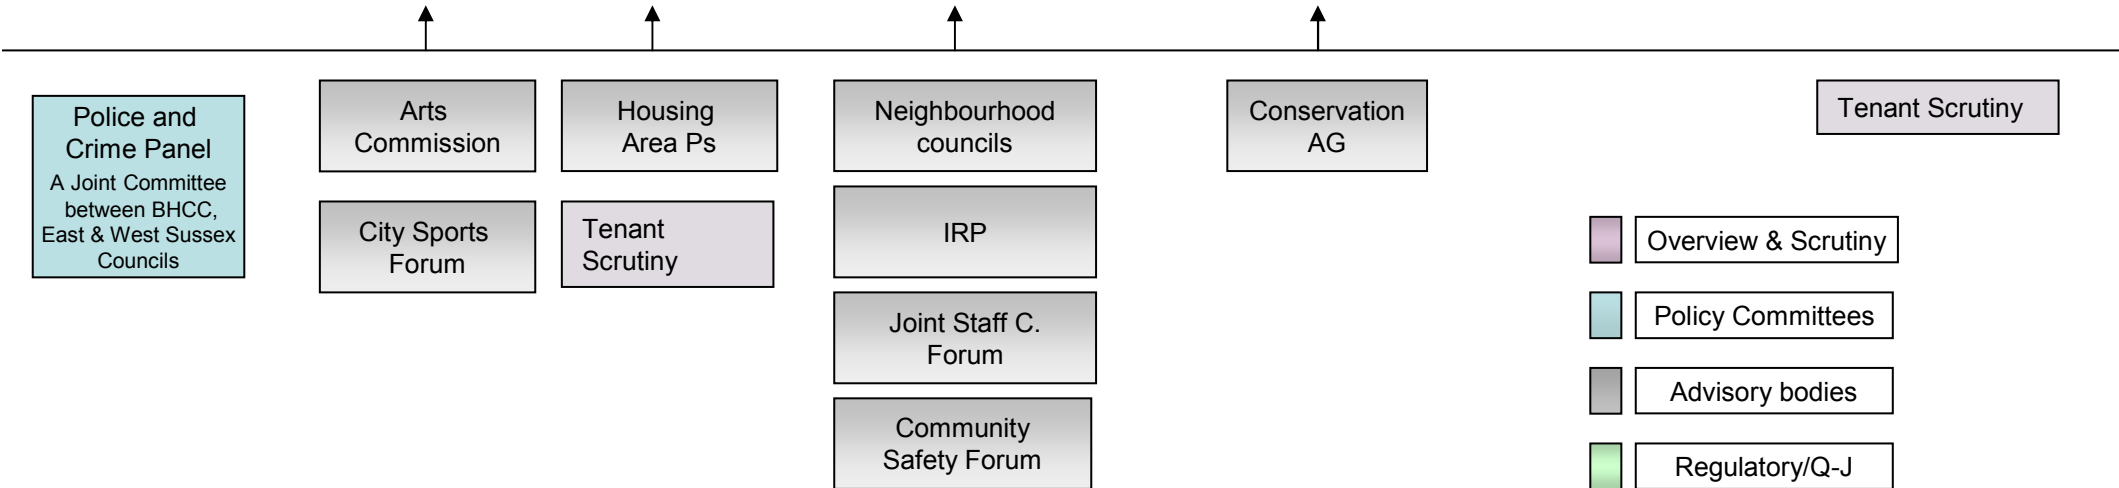 Police and
Crime Panel
A Joint Committee
between BHCC,
East & West Sussex
Councils
Arts
Commission
City Sports
Forum
Housing
Area Ps
Tenant
Scrutiny
Neighbourhood
councils
IRP
Joint Staff C.
Forum
Community
Safety Forum
Conservation
AG
Tenant Scrutiny
Overview & Scrutiny
Policy Committees
Advisory bodies
Regulatory/Q-J